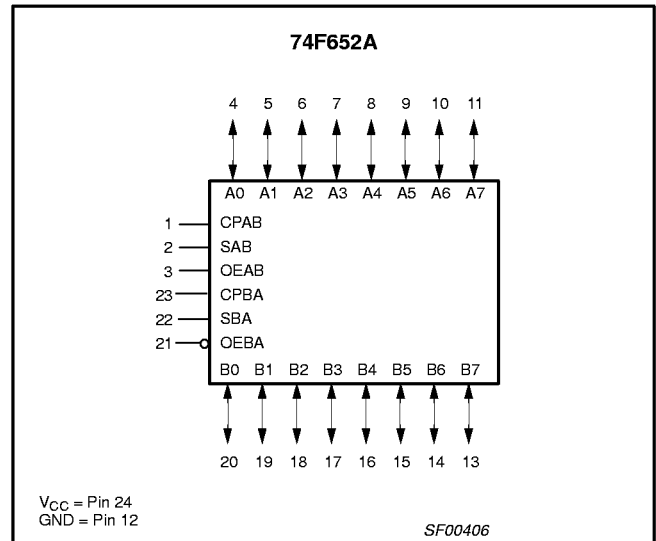 74F652A
4 5 6 7 8 9 10 11
A0 A1 A2 A3 A4 A5 A6 A7
1 CPAB
2 SAB
3 OEAB
23 CPBA
22 SBA
21 OEBA
B0 B1 B2 B3 B4 B5 B6 B7
20 19 18 17 16 15 14 13
VCC = Pin 24
GND = Pin 12
SF00406